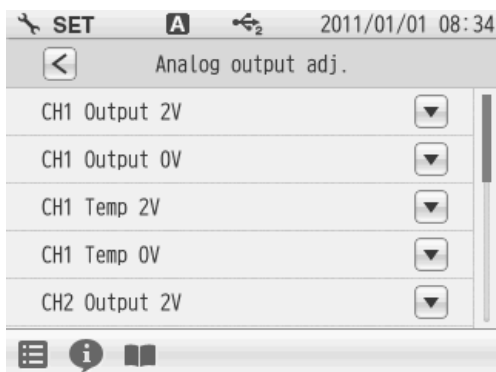 SET A 2 2011/01/01 08:34
Analog output adj.
CH1 Output 2V
CH1 Output 0V
CH1 Temp 2V
CH1 Temp 0V
CH2 Output 2V